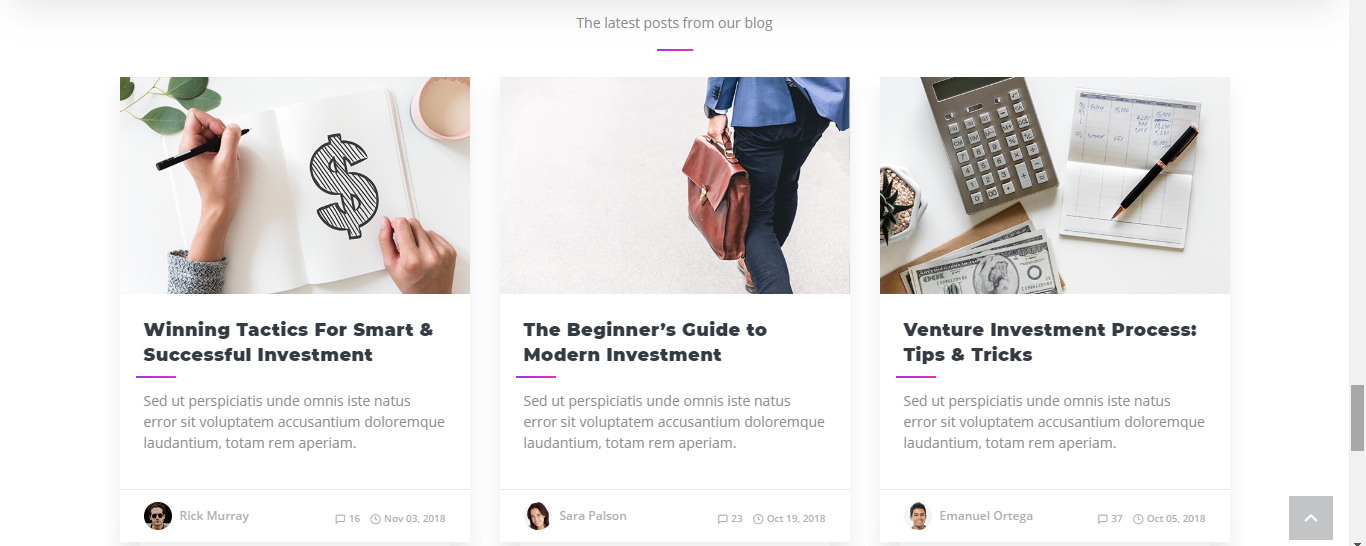 The latest posts from our blog
Winning Tactics For Smart &
Successful Investment
Sed ut perspiciatis unde omnis iste natus
error sit voluptatem accusantium doloremque
laudantium, totam rem aperiam.
Rick Murray
16
Nov 03, 2018
The Beginner’s Guide to
Modern Investment
Sed ut perspiciatis unde omnis iste natus
error sit voluptatem accusantium doloremque
laudantium, totam rem aperiam.
Sara Palson
23
Oct 19, 2018
Venture Investment Process:
Tips & Tricks
Sed ut perspiciatis unde omnis iste natus
error sit voluptatem accusantium doloremque
laudantium, totam rem aperiam.
Emanuel Ortega
37
Oct 05, 2018